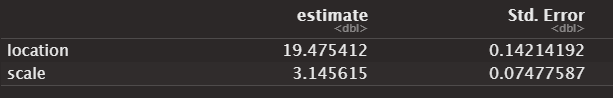 estimate Std. Error
<dbl> <dbl>
location 19.475412 0.14214192
scale 3.145615 0.07477587